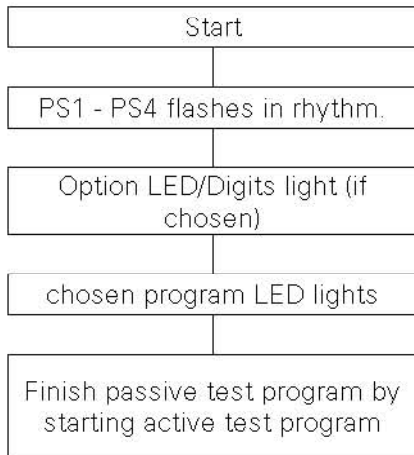 Start
PS1 - PS4 flashes in rhythm.
Option LED/Digits light (if
chosen)
chosen program LED lights
Finish passive test program by
starting active test program